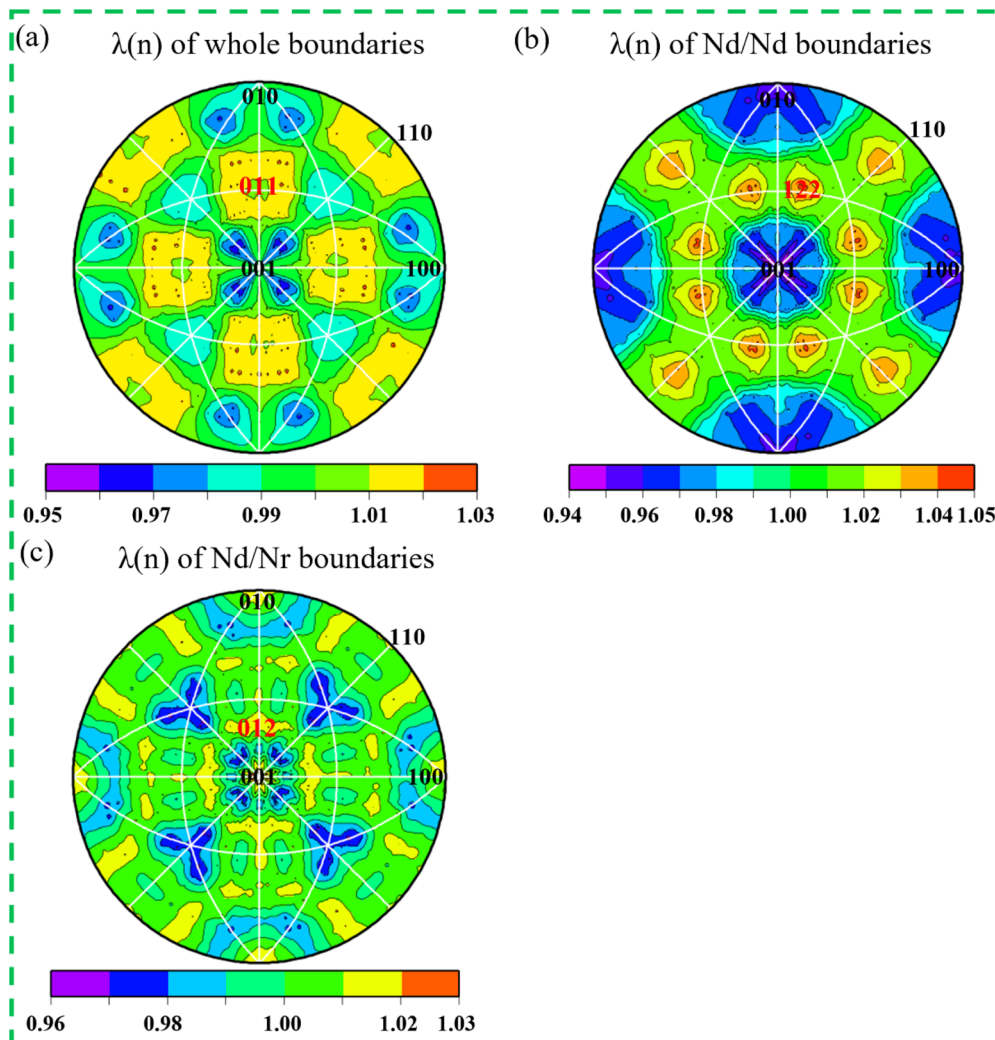 (a) λ(n) of whole boundaries
010
110
011
001
100
0.95 0.97 0.99 1.01 1.03
(b) λ(n) of Nd/Nd boundaries
010
110
122
001
100
0.94 0.96 0.98 1.00 1.02 1.04 1.05
(c) λ(n) of Nd/Nr boundaries
010
110
012
001
100
0.96 0.98 1.00 1.02 1.03